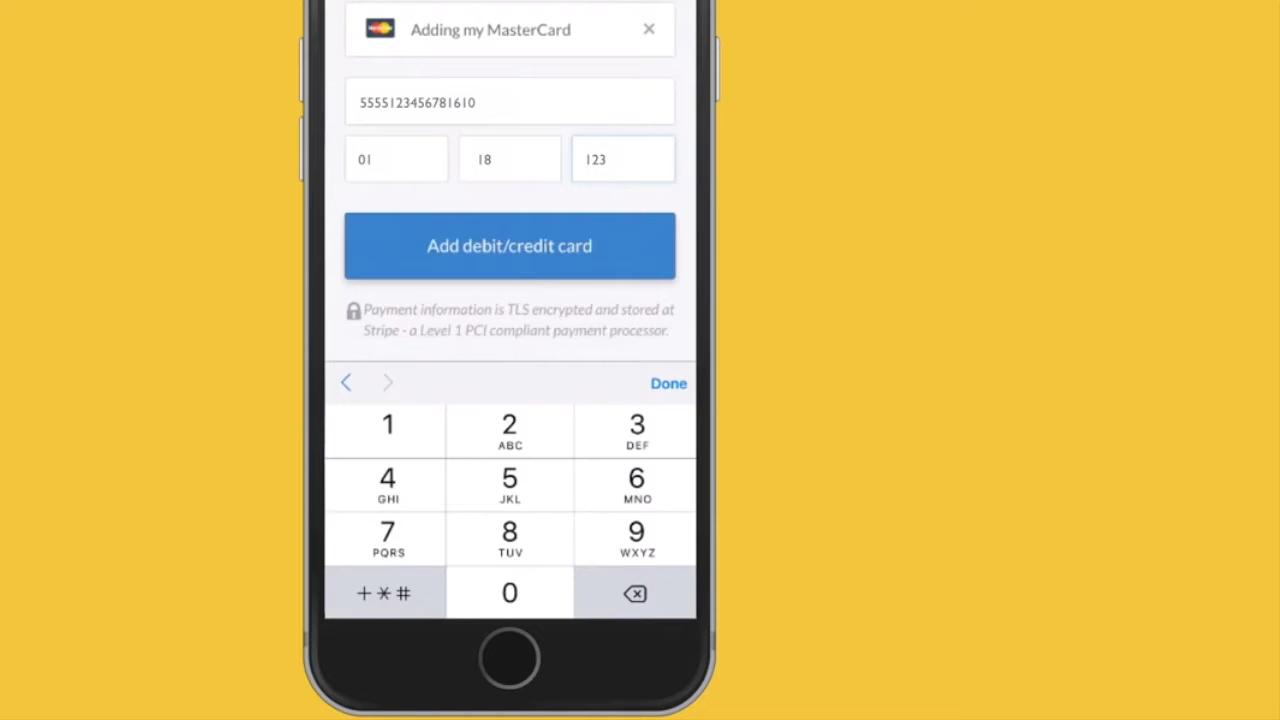 Adding my MasterCard ×
5555123456781610
01 18 123
Add debit/credit card
Payment information is TLS encrypted and stored at
Stripe - a Level 1 PCI compliant payment processor.
Done
1 2 3
ABC DEF
4 5 6
GHI JKL MNO
7 8 9
PQRS TUV WXYZ
+*# 0